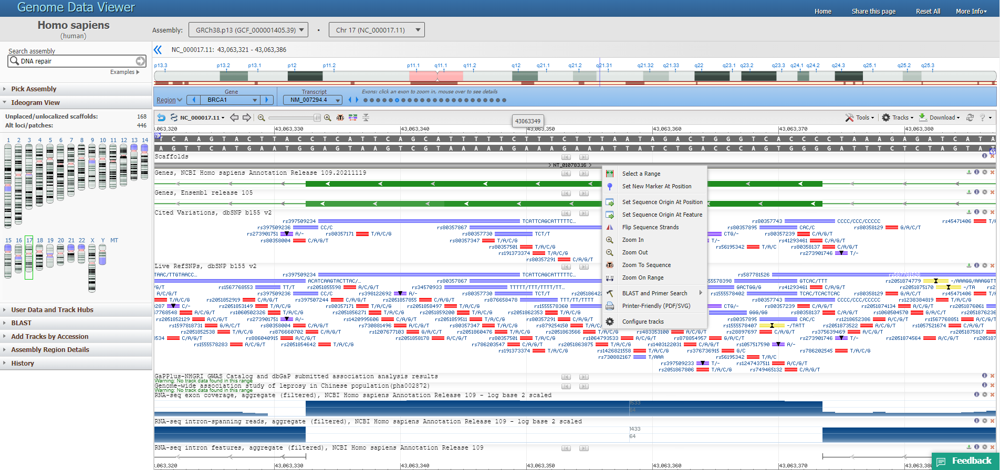 Genome Data Viewer
Home Share this page Reset All More Info
Homo sapiens
(human)
Assembly: GRCh38.p13 (GCF_000001405.39) • Chr 17 (NC_000017.11)
Search assembly
DNA repair
Examples
Pick Assembly
Ideogram View
Unplaced/unlocalized scaffolds: 168
Alt loci/patches: 446
1 2 3 4 5 6 7 8 9 10 11 12 13 14
15 16 17 18 19 20 21 22 X Y MT
User Data and Track Hubs
BLAST
Add Tracks by Accession
Assembly Region Details
History
NC_000017.11: 43,063,321 - 43,063,386
p13.3 p13.2 p13.1 p12 p11.2 p11.1 q11.1 q11.2 q12 q21.1 q21.2 q21.31 q21.32 q21.33 q22 q23.1 q23.2 q23.3 q24.1 q24.2 q24.3 q25.1 q25.2 q25.3
Region Gene BRCA1 Transcript NM_007294.4
Exons: click an exon to zoom in, mouse over to see details
NC_000017.11 Tools Tracks Download ?
43063349
43,063,330 43,063,340 43,063,350 43,063,360 43,063,370 43,063,380
T C A A G T A C T T A C C T C A T T C A G C A T T T T T C T T T C T T T A A T A G A C T G G G T C A C C C C T A A A G A G A T C A T A
A G T T C A T G A A T G G A G T A A G T C G T A A A A A G A A A G A A A T T A T C T G A C C C A G T G G G G A T T T C T C T A G T A T
Scaffolds
NT_010783.16
Genes, NCBI Homo sapiens Annotation Release 109.20211119
Genes, Ensembl release 105
Cited Variations, dbSNP b155 v2
rs397509234 TCATTCAGCATTTTTC... rs80357743 CCCC/CCC/CCCCC rs45471406 T/
rs397509236 CC/C rs80357867 rs80357895 CAC/C rs80358129 G/A/C/T
rs273901751 A/- rs80357171 T/A/C/G rs80357730 TCT/T CTG/- rs80357239 C/A/G/T
rs80358004 C/A/G/T rs80357347 T/A/C/G T/- rs41293461 C/A/T
rs80357501 T/A/C/G rs56195342 T/A/C rs80358137 C/A/G/T
rs191373374 T/A/C/G rs273901746 T/-
rs80357291 C/A/G/T
Live RefSNPs, dbSNP b155 v2
TAAC/TTGTAACC... rs397509234 TCATTCAGCATTTTTC... rs587781526
ACATCAAGTACTTAC/... rs80357867 GTCAC/TTT rs2051874779 -/AAAGG/AAAGGTT
A/G/T rs1567768553 TT/T rs2051855598 A/C/G/T rs34570933 TTTTT/TTT/TTTT/TT... GACTGG/G rs41293461 C/A/T rs2051875170 -/TA
A/C/G/T rs397509236 CC/C rs398122692 A/- rs2051864... rs1555578402 TCAC/TCACTCAC rs80358129 G/A/C/T rs45471406 T/A
T/A/C/G rs2051852919 C/A/G/T rs397507244 C/A/G/T rs2051857855 C/A/G/T rs876658478 TTT/T rs80357743 CCCC/CCC/CCCCC rs1238384819 T/A/C
3287 C/- rs2051853149 T/A/C/G rs80357171 T/A/C/G rs2051858497 T/A/C/G rs1555578360 CTG/- rs80357239 C/A/G/T rs2051874134 A/C/G/T rs2051876061
67768548 C/A/G/T rs1060502326 T/A/C/G rs2051855201 A/C/G/T rs2051859200 T/A/C/G GGG/GG rs80358137 C/A/G/T rs1060504570 G/A/C/T
rs2051852129 G/A/C/T rs273901751 A/- rs1420995606 C/A/G/T rs2051859511 T/A/C/G rs80357291 C/A/G/T rs80357895 CAC/C rs1218652386 A/C/G/T rs1567768851 A/C/G/T
rs1597818731 G/A/C/T rs80358004 C/A/G/T rs730881496 A/C/G/T rs80357347 T/A/C/G rs879254150 T/A/C/G rs1555578407 -/TATT rs2051873522 C/A/G/T rs1057521674 C/A/G/T
rs2051852538 T/A/C/G rs876660702 C/A/G/T rs1207677103 G/A/C/T rs2051860476 T/A/C/G rs2051863566 T/A/C/G rs483353100 A/C/G/T rs28897697 C/A/G/T rs375639469 C/A/G/T rs2051875817
8534 A/C/G/T rs886040915 A/C/T rs2051858178 A/C/G/T rs80357501 T/A/C/G rs1064794533 A/C/G/T rs878854957 G/A/C/T rs273901746 T/- rs2051874564 A/C/G/T
rs1555578283 A/C/G/T rs2051854642 T/A/C/G rs786203547 C/A/G/T rs2051863875 T/A/C/G rs1403122031 C/A/G/T rs1057517590 A/-
rs191373374 T/A/C/G rs1426821558 T/A/C/G rs376736915 G/C rs786202545 T/A/C/G
rs730882167 T/AAA rs56195342 T/A/C
rs397509233 T/- rs1247437511 A/C/G/T
rs2051867806 T/A/C/G rs749465132 C/A/G/T
Select a Range
Set New Marker At Position
Set Sequence Origin At Position
Set Sequence Origin At Feature
Flip Sequence Strands
Zoom In
Zoom Out
Zoom To Sequence
Zoom On Range
BLAST and Primer Search
Printer-Friendly (PDF/SVG)
Configure tracks
GaPPlus-NHGRI GWAS Catalog and dbGaP submitted association analysis results
Warning: No track data found in this range
Genome-wide association study of leprosy in Chinese population(pha002872)
Warning: No track data found in this range
RNA-seq exon coverage, aggregate (filtered), NCBI Homo sapiens Annotation Release 109 - log base 2 scaled
1533
64
RNA-seq intron-spanning reads, aggregate (filtered), NCBI Homo sapiens Annotation Release 109 - log base 2 scaled
1433
64
RNA-seq intron features, aggregate (filtered), NCBI Homo sapiens Annotation Release 109
43,063,330 43,063,340 43,063,350 43,063,360 43,063,370
Feedback